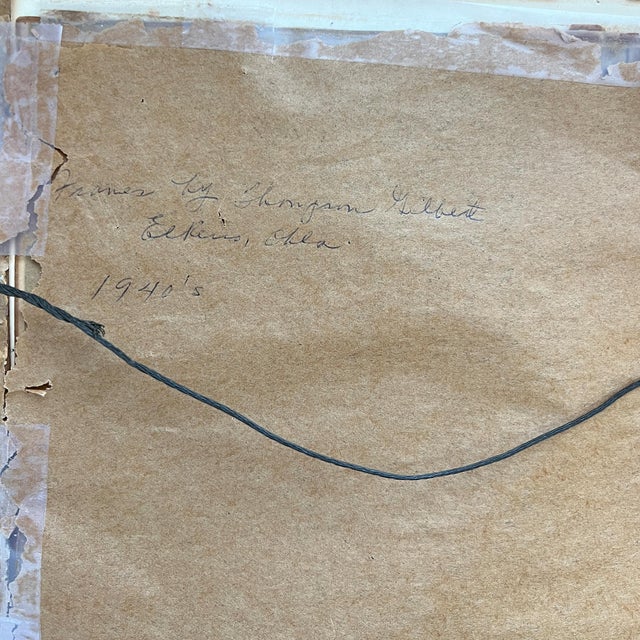 Frames by Thompson Gilbert
Elkins, Okla.
1940's